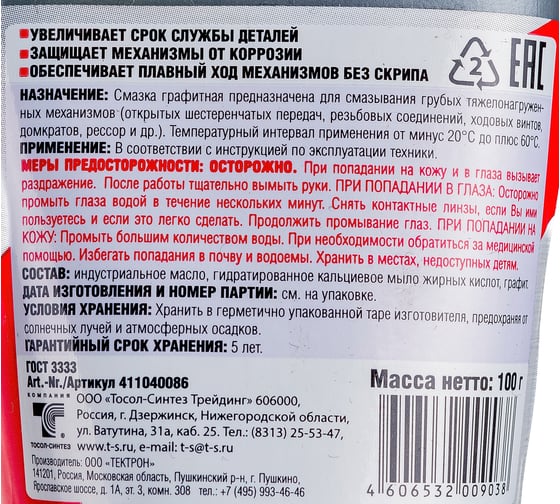 УВЕЛИЧИВАЕТ СРОК СЛУЖБЫ ДЕТАЛЕЙ
ЗАЩИЩАЕТ МЕХАНИЗМЫ ОТ КОРРОЗИИ
ОБЕСПЕЧИВАЕТ ПЛАВНЫЙ ХОД МЕХАНИЗМОВ БЕЗ СКРИПА
2
EAC
НАЗНАЧЕНИЕ: Смазка графитная предназначена для смазывания грубых тяжелонагружен-
ных механизмов (открытых шестеренчатых передач, резьбовых соединений, ходовых винтов,
домкратов, рессор и др.). Температурный интервал применения от минус 20°С до плюс 60°С.
ПРИМЕНЕНИЕ: В соответствии с инструкцией по эксплуатации техники.
МЕРЫ ПРЕДОСТОРОЖНОСТИ: ОСТОРОЖНО. При попадании на кожу и в глаза вызывает
раздражение. После работы тщательно вымыть руки. ПРИ ПОПАДАНИИ В ГЛАЗА: Осторожно
промыть глаза водой в течение нескольких минут. Снять контактные линзы, если Вы ими
пользуетесь и если это легко сделать. Продолжить промывание глаз. ПРИ ПОПАДАНИИ НА
КОЖУ: Промыть большим количеством воды. При необходимости обратиться за медицинской
помощью. Избегать попадания в почву и водоемы. Хранить в местах, недоступных детям.
СОСТАВ: индустриальное масло, гидратированное кальциевое мыло жирных кислот, графит.
ДАТА ИЗГОТОВЛЕНИЯ И НОМЕР ПАРТИИ: см. на упаковке.
УСЛОВИЯ ХРАНЕНИЯ: Хранить в герметично упакованной таре изготовителя, предохраняя от
солнечных лучей и атмосферных осадков.
ГАРАНТИЙНЫЙ СРОК ХРАНЕНИЯ: 5 лет.
ГОСТ 3333
Art.-Nr./Артикул 411040086
Масса нетто: 100 г
КОМПАНИЯ
ТОСОЛ-СИНТЕЗ
ООО «Тосол-Синтез Трейдинг» 606000,
Россия, г. Дзержинск, Нижегородской области,
ул. Ватутина, 31а, каб. 25. Тел.: (8313) 25-53-47,
www.t-s.ru, e-mail: t-s@t-s.ru
Производитель: ООО "ТЕКТРОН"
141201, Россия, Московская область, Пушкинский р-н, г. Пушкино,
Ярославское шоссе, д. 1А, эт. 3, ком. 308 тел.: +7 (495) 993-46-46
4 606532 009038